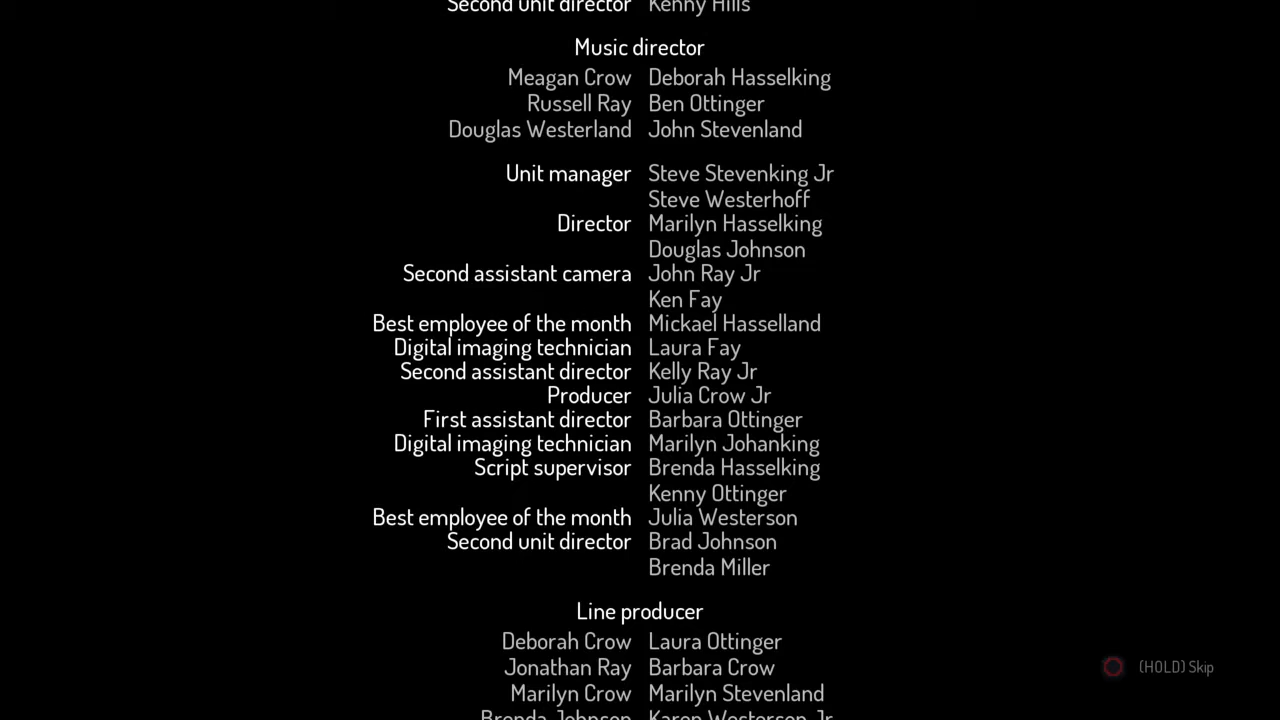 Second unit director Kenny Hills
Music director
Meagan Crow Deborah Hasselking
Russell Ray Ben Ottinger
Douglas Westerland John Stevenland
Unit manager Steve Stevenking Jr
Steve Westerhoff
Director Marilyn Hasselking
Douglas Johnson
Second assistant camera John Ray Jr
Ken Fay
Best employee of the month Mickael Hasselland
Digital imaging technician Laura Fay
Second assistant director Kelly Ray Jr
Producer Julia Crow Jr
First assistant director Barbara Ottinger
Digital imaging technician Marilyn Johanking
Script supervisor Brenda Hasselking
Kenny Ottinger
Best employee of the month Julia Westerson
Second unit director Brad Johnson
Brenda Miller
Line producer
Deborah Crow Laura Ottinger
Jonathan Ray Barbara Crow
(HOLD) Skip
Marilyn Crow Marilyn Stevenland
Brenda Johnson Karen Westerson Jr